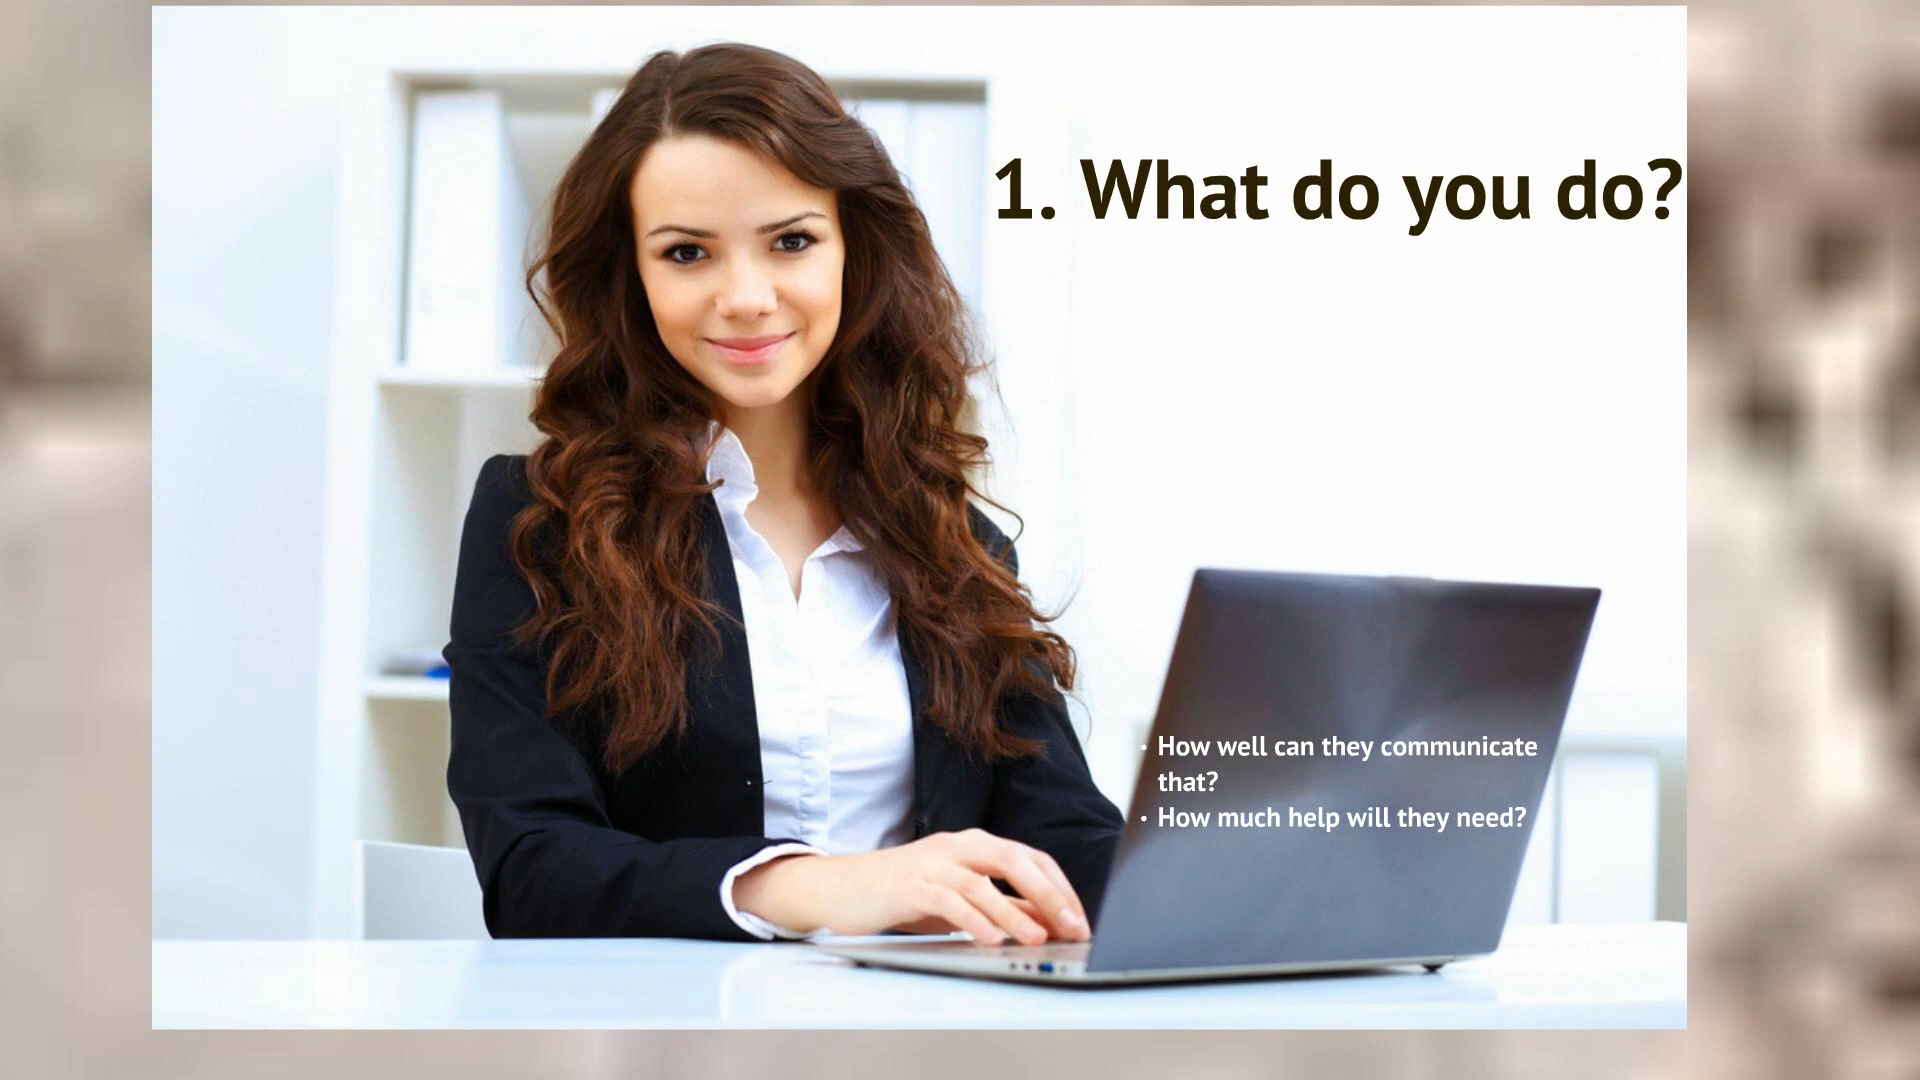 1. What do you do?
• How well can they communicate
that?
• How much help will they need?